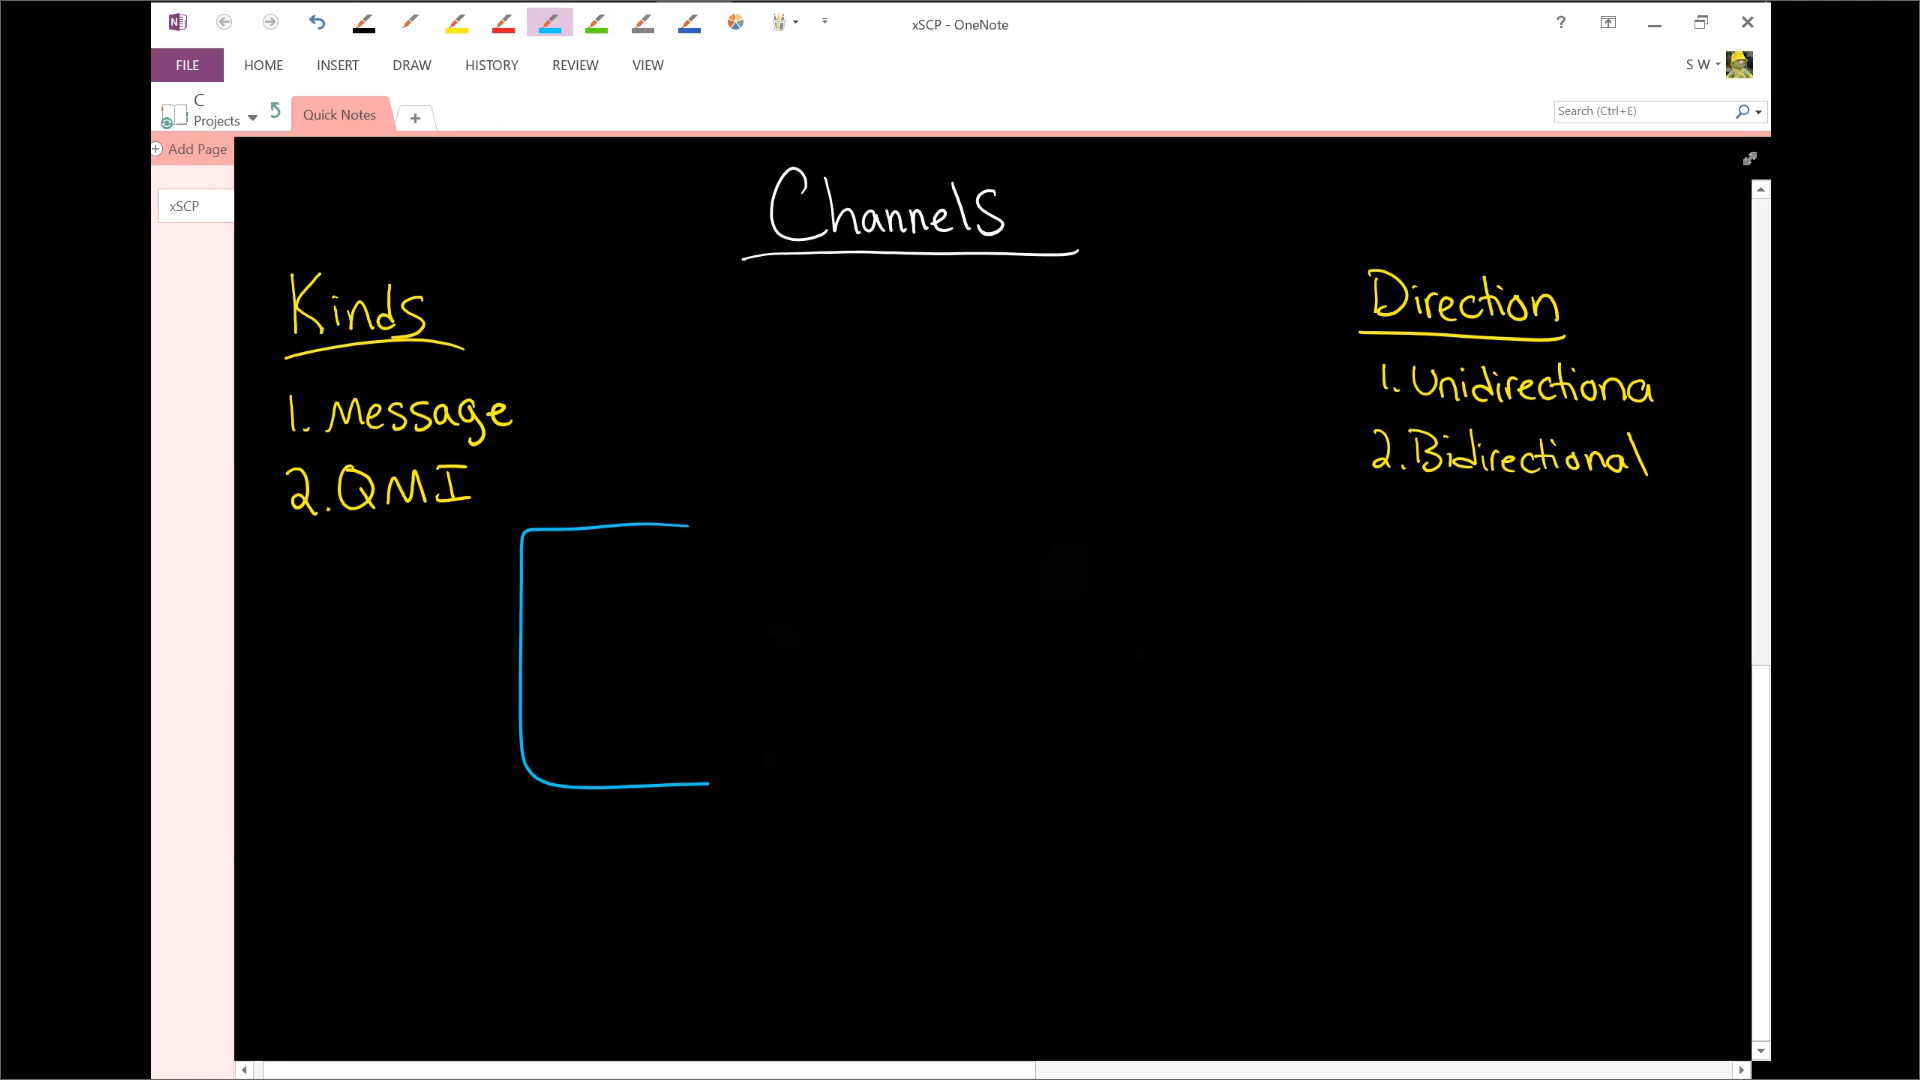 xSCP - OneNote
?
FILE HOME INSERT DRAW HISTORY REVIEW VIEW
S W
C
Projects
Quick Notes
+
Search (Ctrl+E)
Add Page
xSCP
Channels
Kinds
1. Message
2. QMI
Direction
1. Unidirectiona
2. Bidirectional